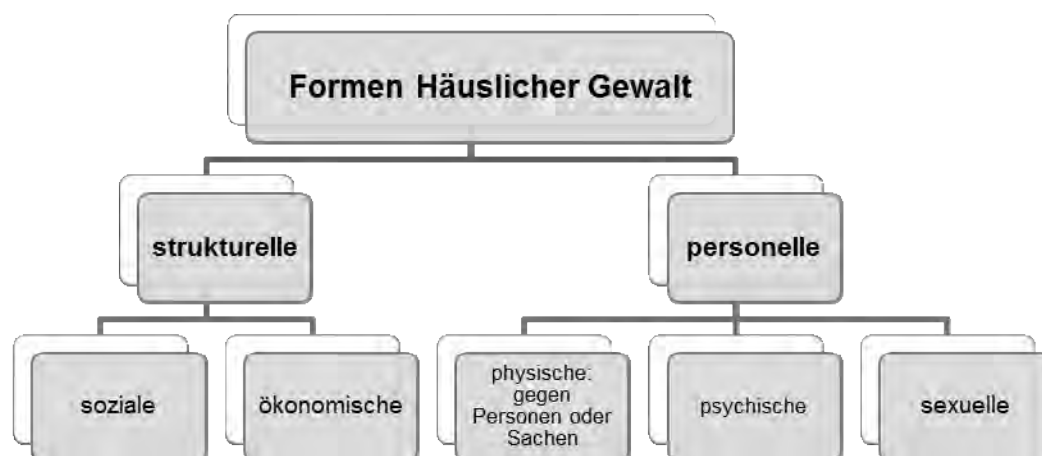 Formen Häuslicher Gewalt
strukturelle
personelle
soziale
ökonomische
physische:
gegen
Personen oder
Sachen
psychische
sexuelle